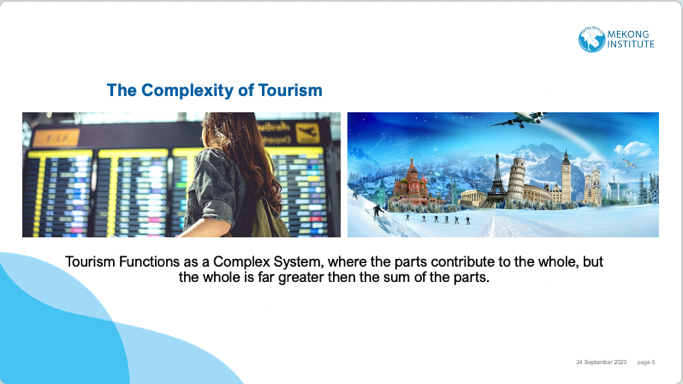 MEKONG
INSTITUTE
The Complexity of Tourism
Tourism Functions as a Complex System, where the parts contribute to the whole, but
the whole is far greater then the sum of the parts.
24 September 2023 page 5